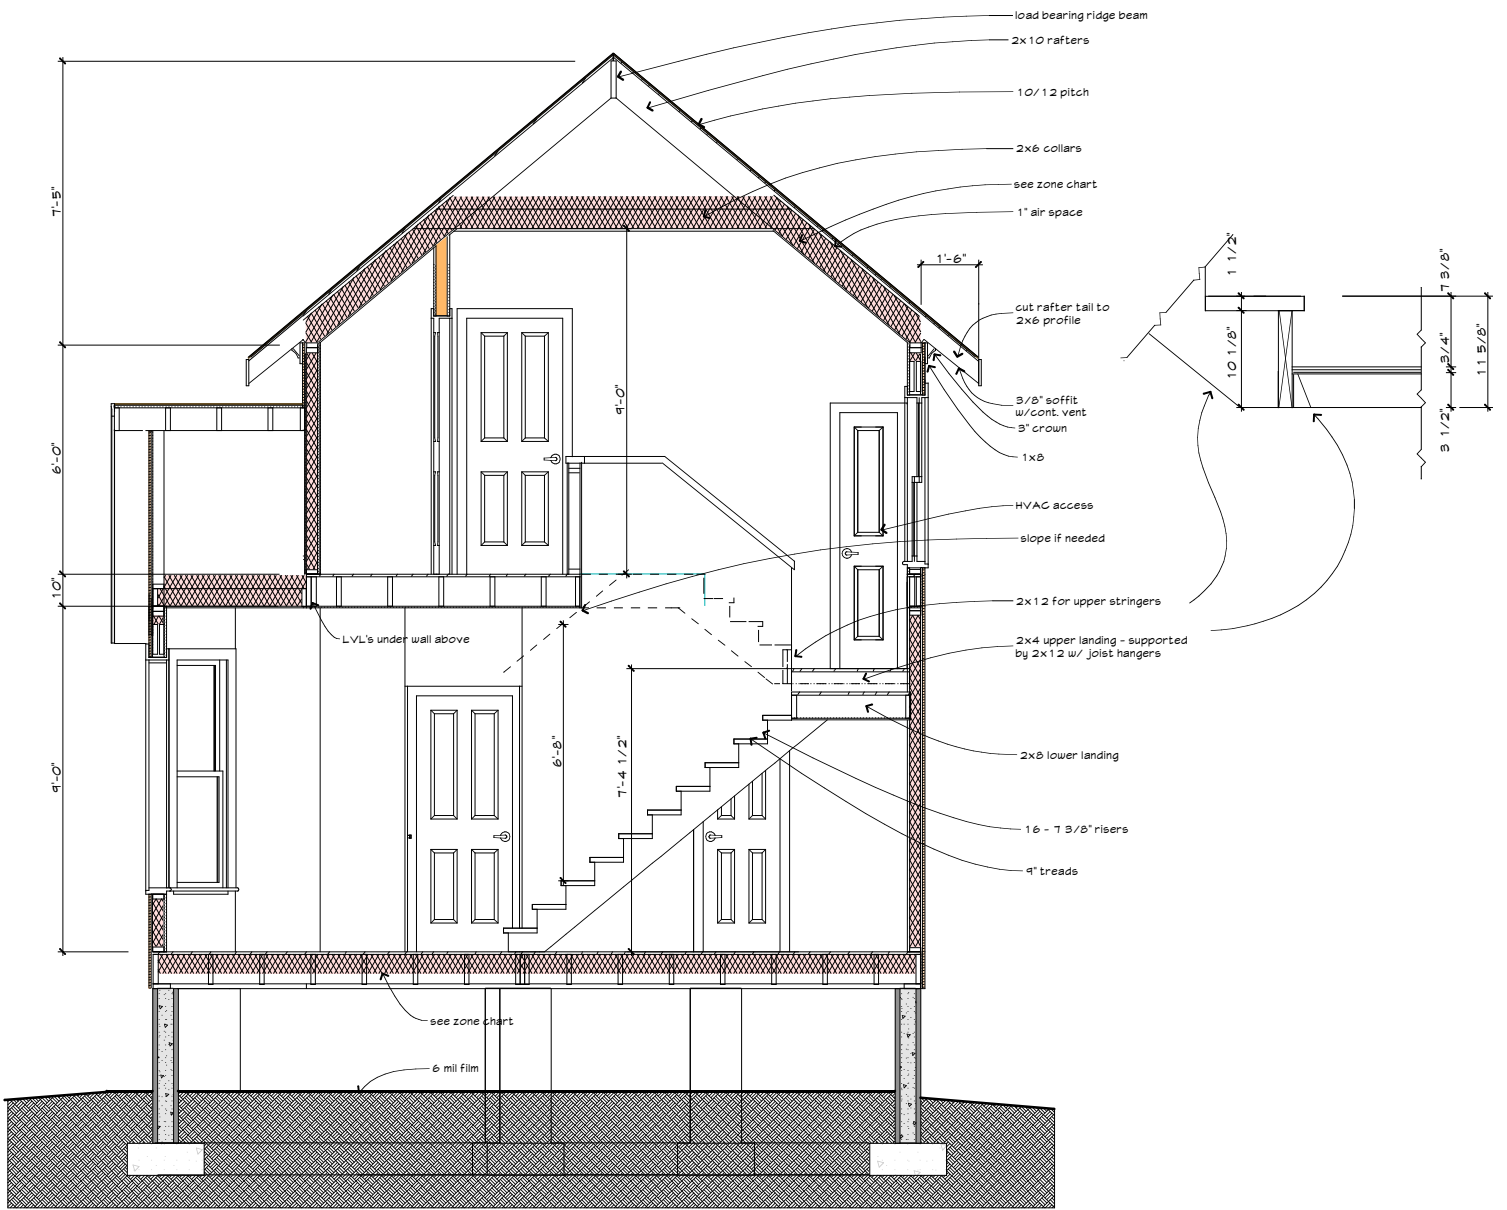 load bearing ridge beam
2x10 rafters
10/12 pitch
2x6 collars
see zone chart
1" air space
1'-6"
cut rafter tail to
2x6 profile
3/8" soffit
w/cont. vent
3" crown
1x8
HVAC access
slope if needed
2x12 for upper stringers
2x4 upper landing - supported
by 2x12 w/ joist hangers
2x8 lower landing
16 - 7 3/8" risers
9" treads
7'-5"
6'-0"
10"
9'-0"
9'-0"
6'-8"
7'-4 1/2"
LVL's under wall above
see zone chart
6 mil film
1 1/2"
10 1/8"
7 3/8"
3/4"
3 1/2"
11 5/8"